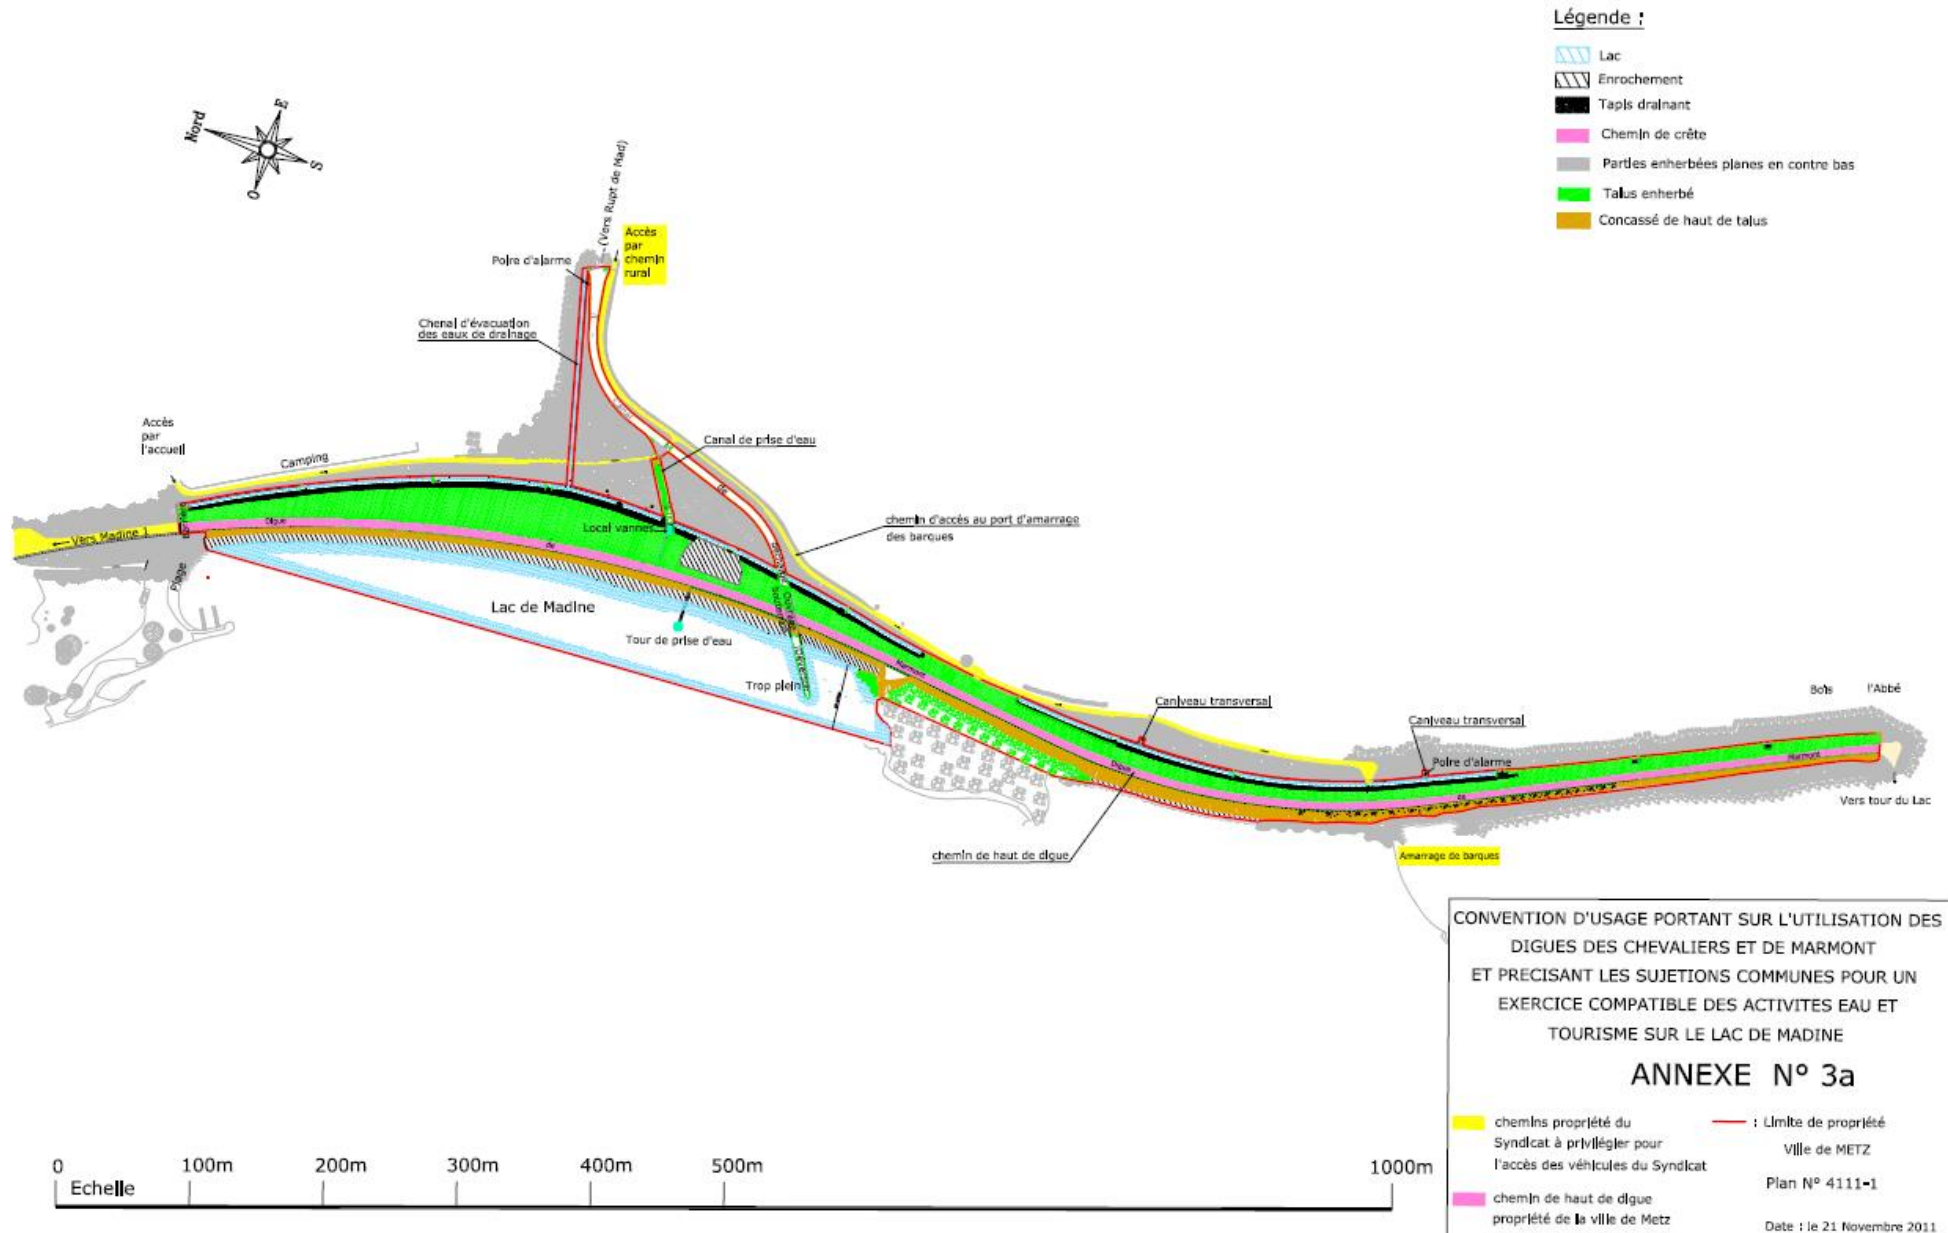 Légende :
Lac
Enrochement
Tapis drainant
Chemin de crête
Parties enherbées planes en contre bas
Talus enherbé
Concassé de haut de talus
Nord
E
S
O
(Vers Rupt de Mad)
Accès
par
chemin
rural
Poire d'alarme
Chenal d'évacuation
des eaux de drainage
Accès
par
l'accueil
Camping
Canal de prise d'eau
Canal
de
Local vannes
chemin d'accès au port d'amarrage
des barques
← Vers Madine 1
Digue
de
Marmont
Plage
Lac de Madine
Tour de prise d'eau
Trop plein
Caniveau transversal
Caniveau transversal
Poire d'alarme
Bois l'Abbé
Digue
de
Marmont
Vers tour du Lac
chemin de haut de digue
Amarrage de barques
CONVENTION D'USAGE PORTANT SUR L'UTILISATION DES
DIGUES DES CHEVALIERS ET DE MARMONT
ET PRECISANT LES SUJETIONS COMMUNES POUR UN
EXERCICE COMPATIBLE DES ACTIVITES EAU ET
TOURISME SUR LE LAC DE MADINE
ANNEXE N° 3a
chemins propriété du
Syndicat à privilégier pour
l'accès des véhicules du Syndicat
: Limite de propriété
Ville de METZ
Plan N° 4111-1
chemin de haut de digue
propriété de la ville de Metz
Date : le 21 Novembre 2011
0 100m 200m 300m 400m 500m 1000m
Echelle